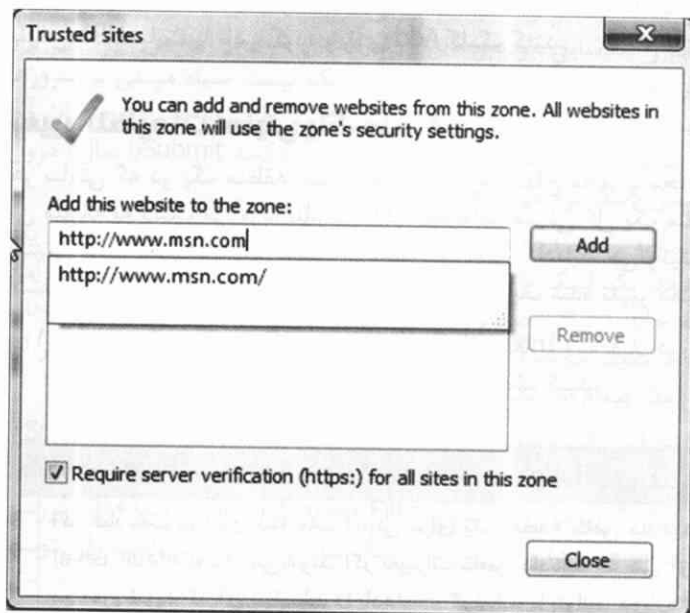 Trusted sites
You can add and remove websites from this zone. All websites in
this zone will use the zone's security settings.
Add this website to the zone:
http://www.msn.com
Add
http://www.msn.com/
Remove
Require server verification (https:) for all sites in this zone
Close